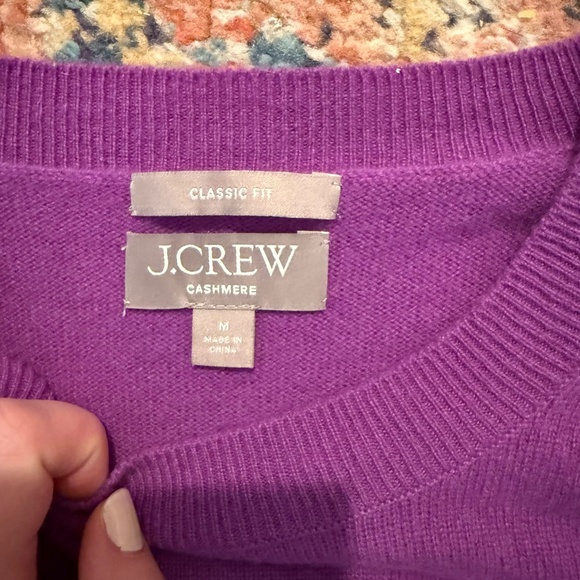 CLASSIC FIT
J.CREW
CASHMERE
M
MADE IN
CHINA